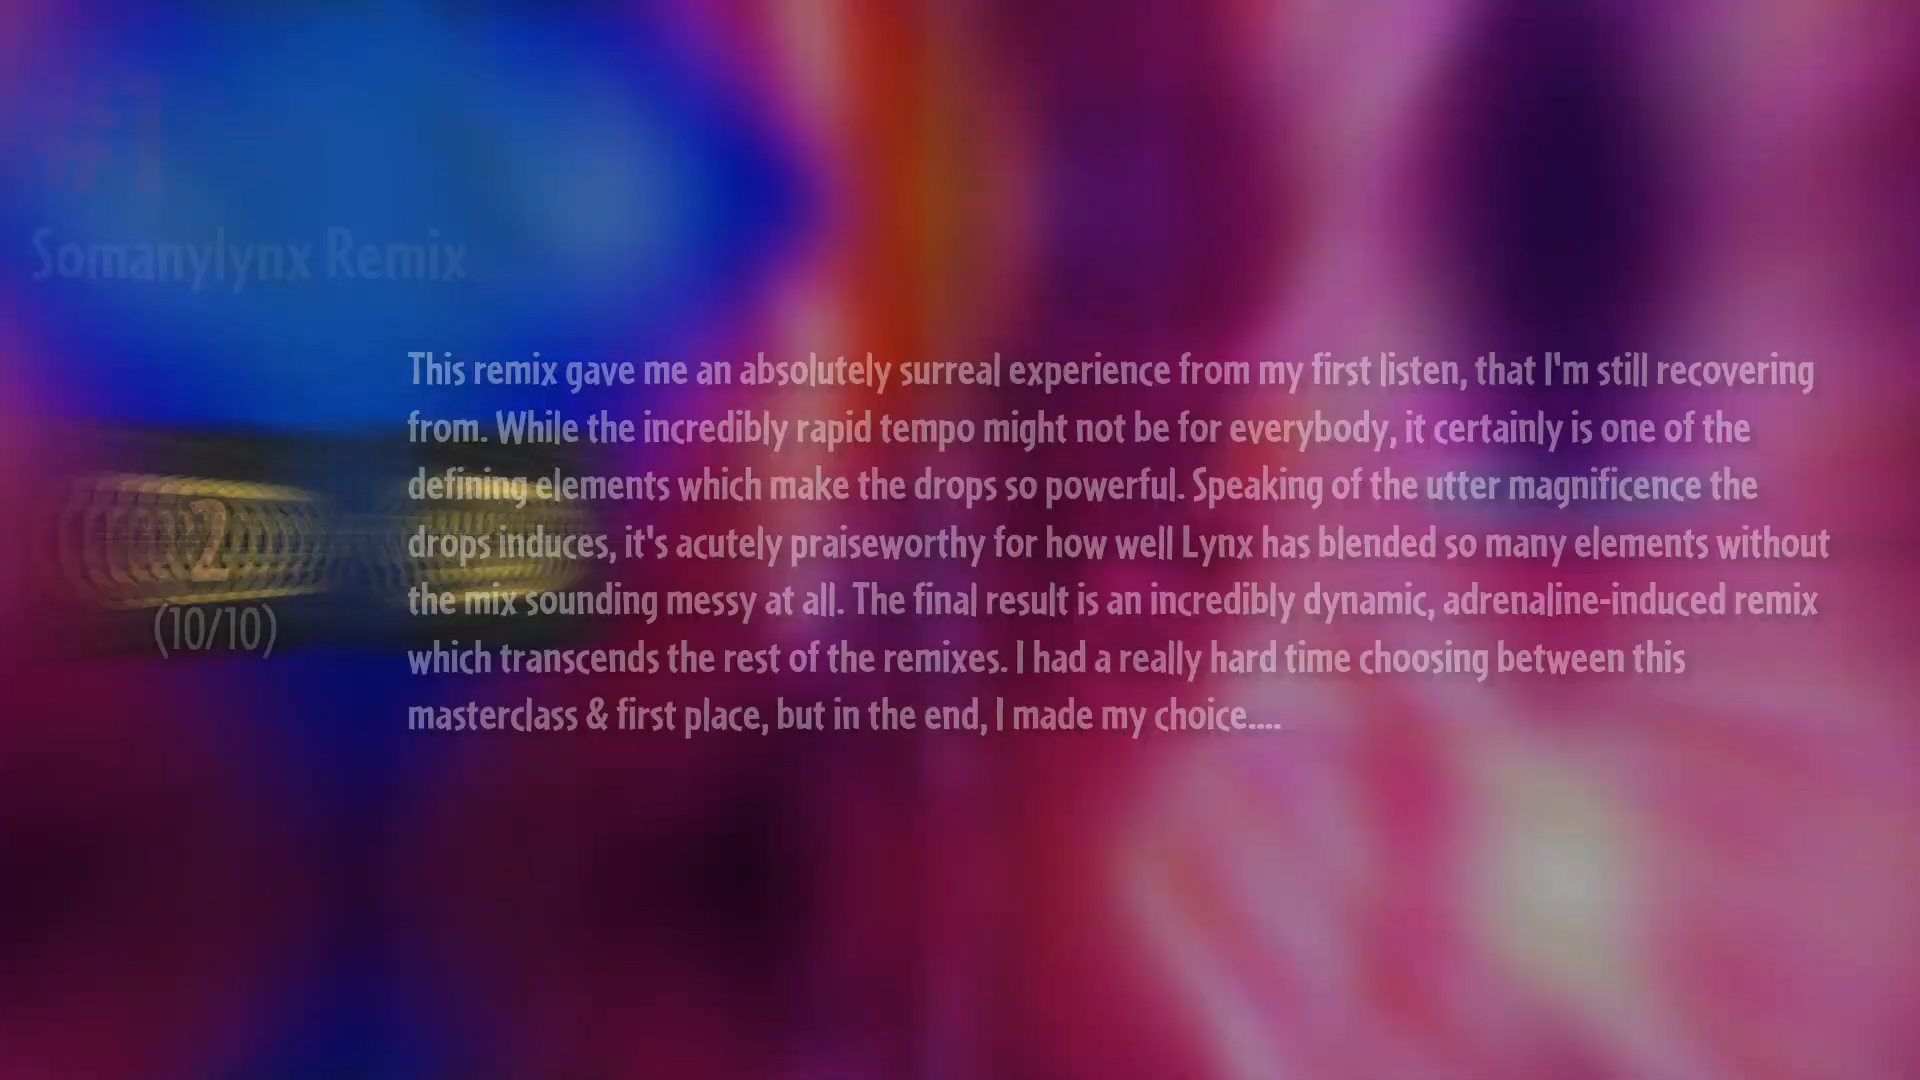 #1
Somanylynx Remix
This remix gave me an absolutely surreal experience from my first listen, that I'm still recovering
from. While the incredibly rapid tempo might not be for everybody, it certainly is one of the
defining elements which make the drops so powerful. Speaking of the utter magnificence the
drops induces, it's acutely praiseworthy for how well Lynx has blended so many elements without
the mix sounding messy at all. The final result is an incredibly dynamic, adrenaline-induced remix
which transcends the rest of the remixes. I had a really hard time choosing between this
masterclass & first place, but in the end, I made my choice....
2
(10/10)